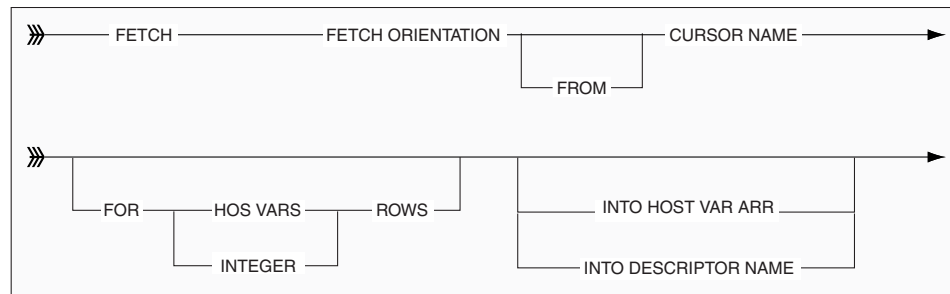 FETCH FETCH ORIENTATION CURSOR NAME
FROM
FOR HOS VARS ROWS INTO HOST VAR ARR
INTEGER INTO DESCRIPTOR NAME